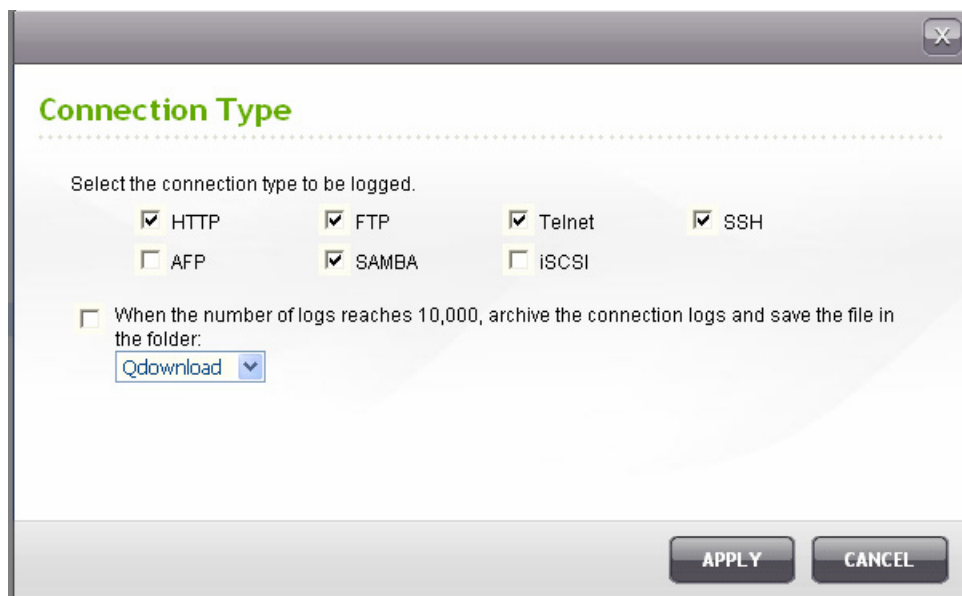 X
Connection Type
Select the connection type to be logged.
HTTP FTP Telnet SSH
AFP SAMBA iSCSI
When the number of logs reaches 10,000, archive the connection logs and save the file in
the folder:
Qdownload
APPLY CANCEL